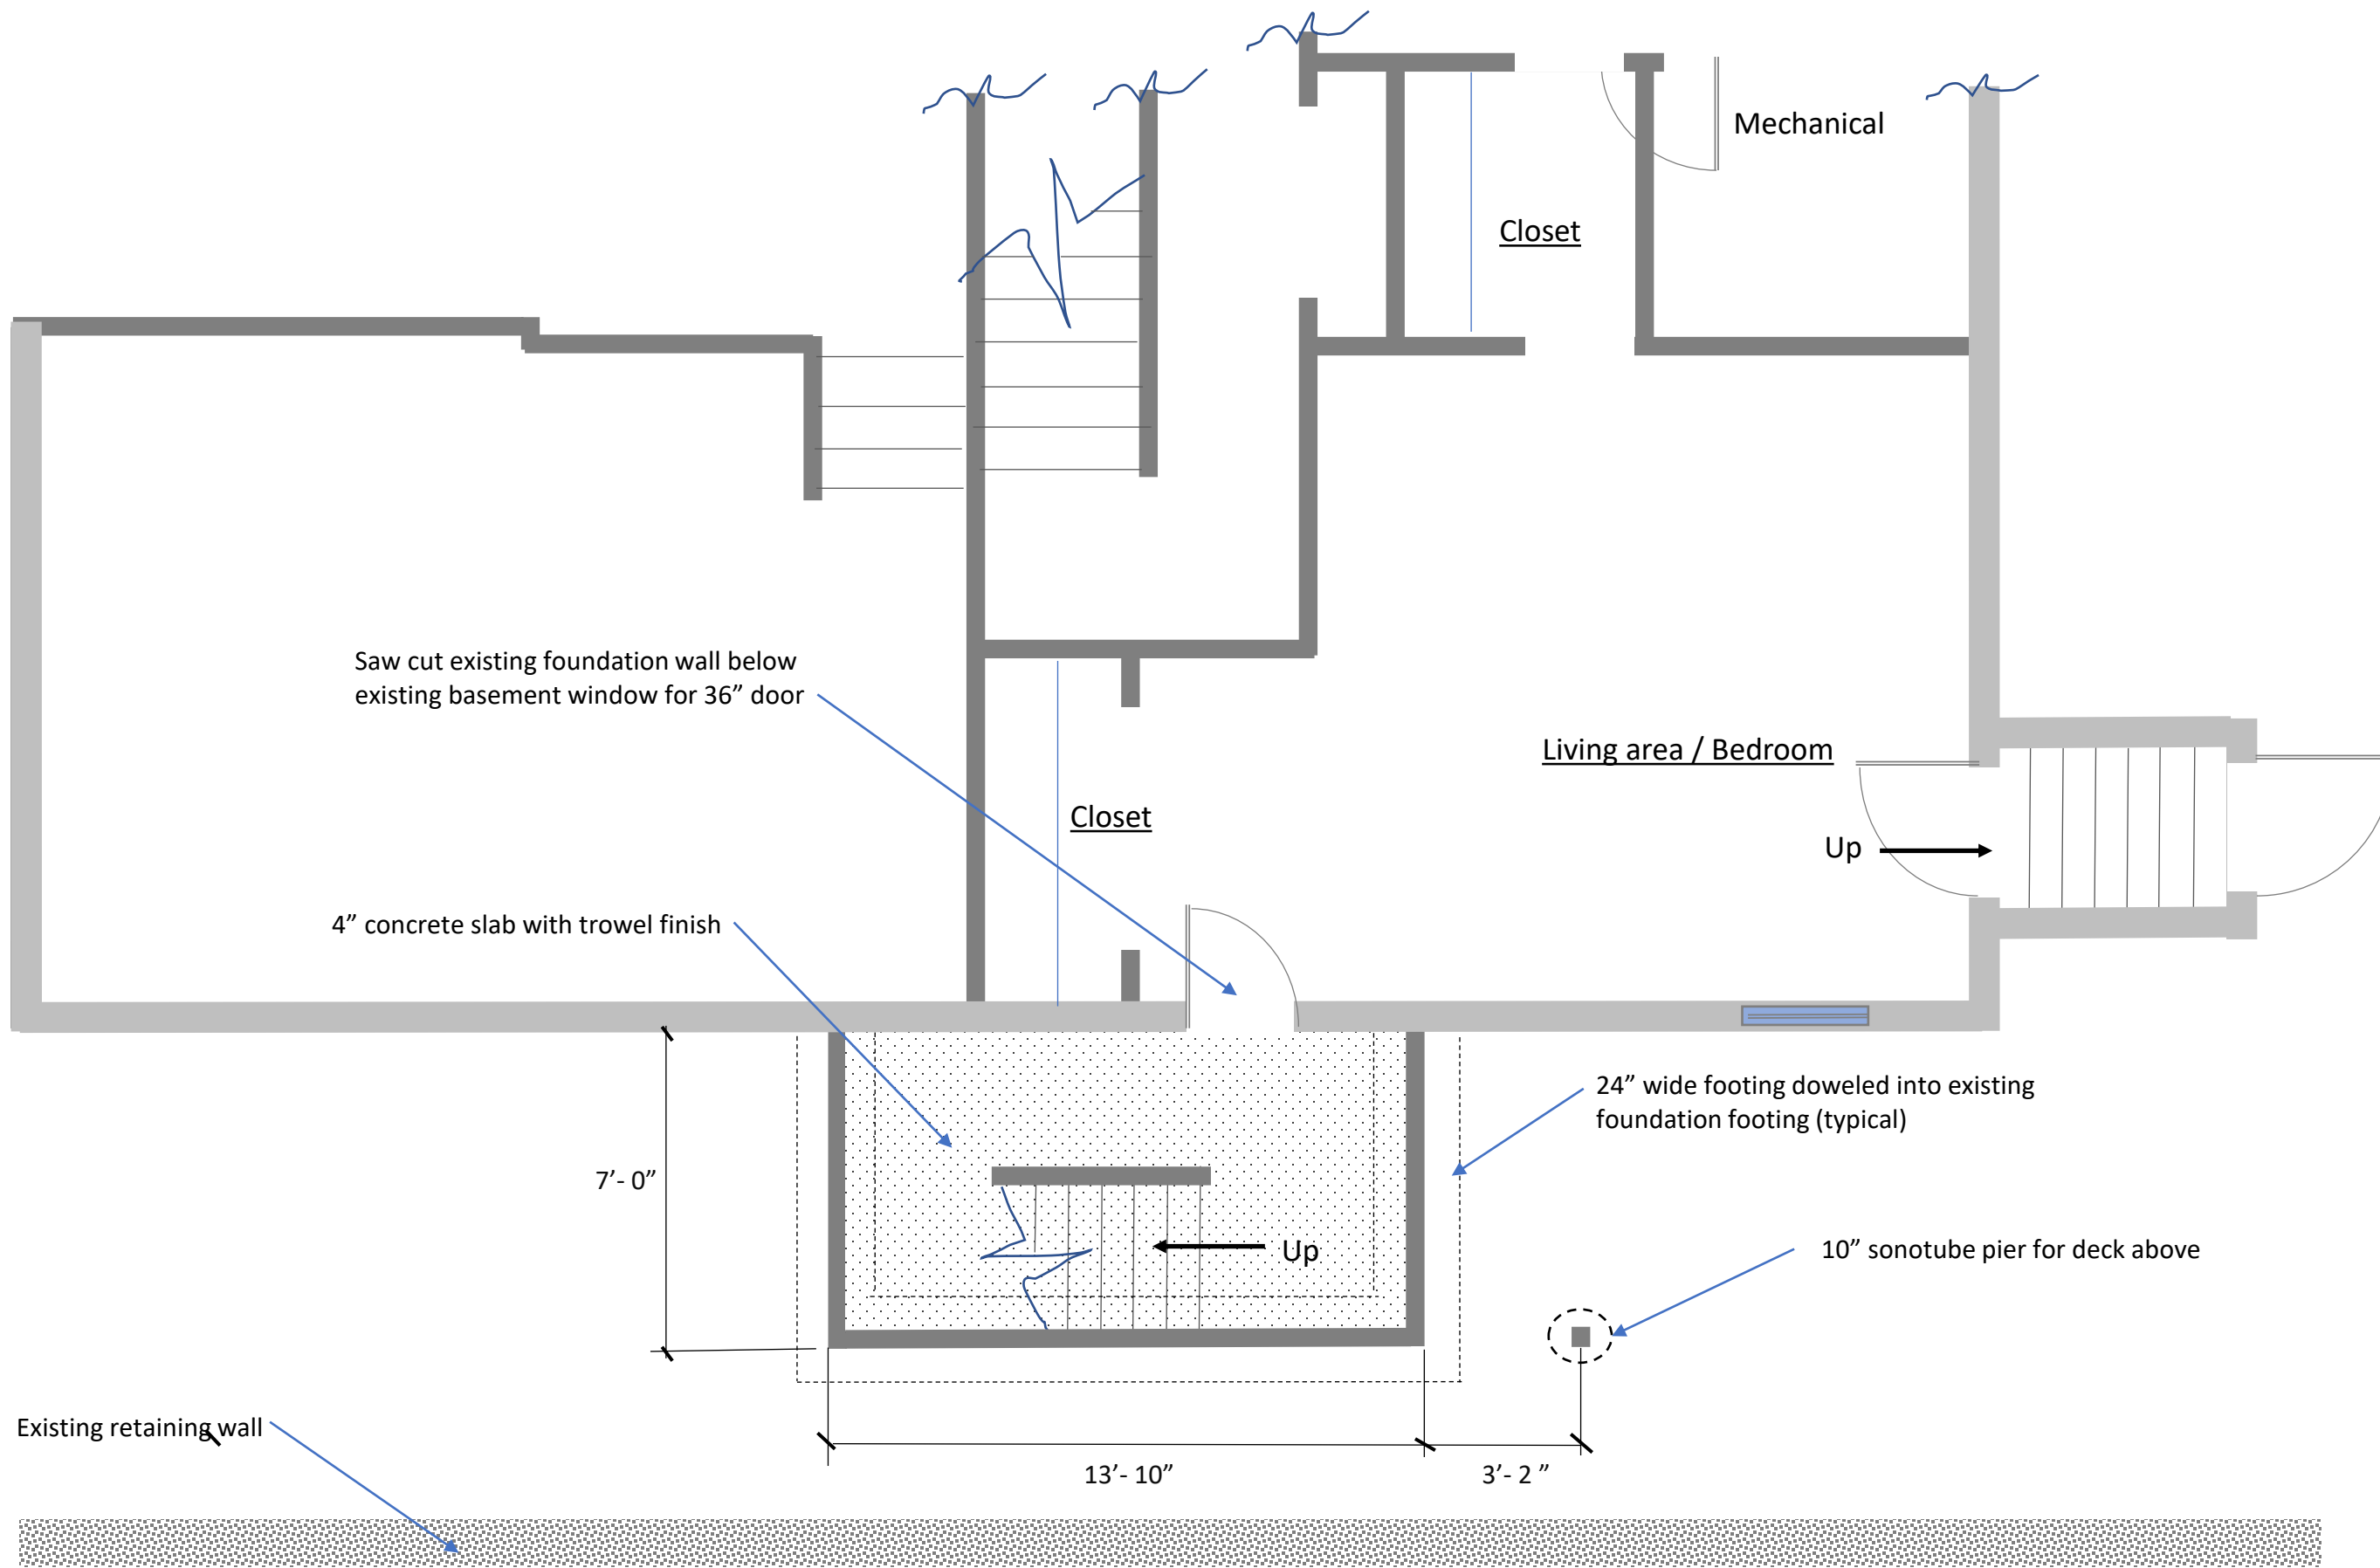 Mechanical
Closet
Saw cut existing foundation wall below
existing basement window for 36” door
Living area / Bedroom
Closet
Up
4” concrete slab with trowel finish
24” wide footing doweled into existing
foundation footing (typical)
7’- 0”
Up
10” sonotube pier for deck above
Existing retaining wall
13’- 10”
3’- 2 ”